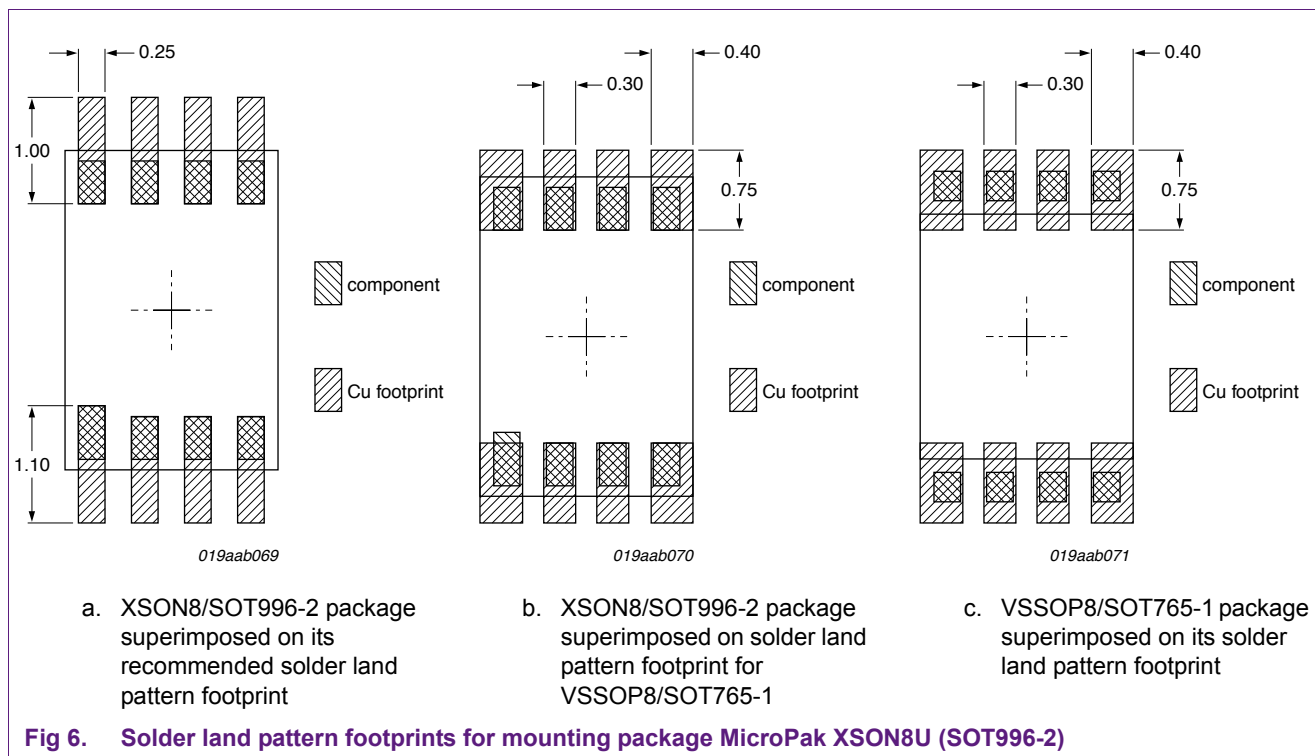 0.25
1.00
1.10
component
Cu footprint
019aab069
a. XSON8/SOT996-2 package
superimposed on its
recommended solder land
pattern footprint
0.40
0.30
0.75
component
Cu footprint
019aab070
b. XSON8/SOT996-2 package
superimposed on solder land
pattern footprint for
VSSOP8/SOT765-1
0.40
0.30
0.75
component
Cu footprint
019aab071
c. VSSOP8/SOT765-1 package
superimposed on its solder
land pattern footprint
Fig 6. Solder land pattern footprints for mounting package MicroPak XSON8U (SOT996-2)